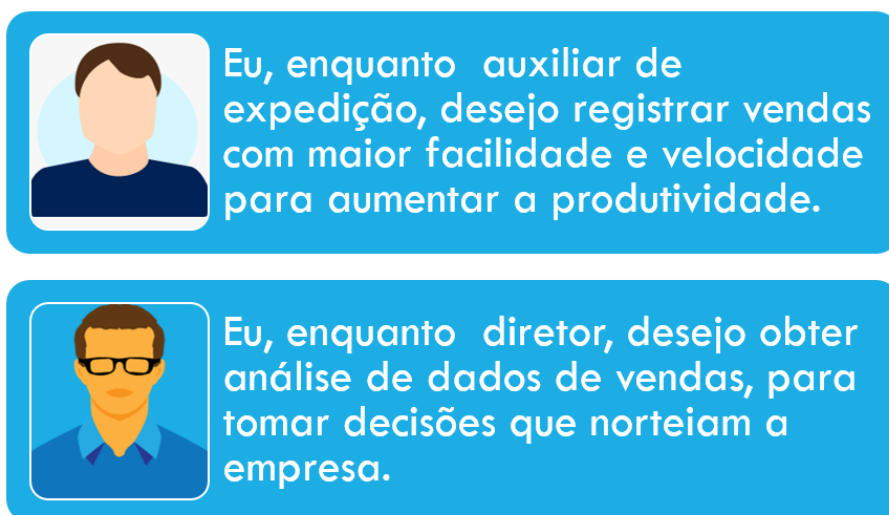 Eu, enquanto  auxiliar de
expedição, desejo registrar vendas
com maior facilidade e velocidade
para aumentar a produtividade.
Eu, enquanto  diretor, desejo obter
análise de dados de vendas, para
tomar decisões que norteiam a
empresa.